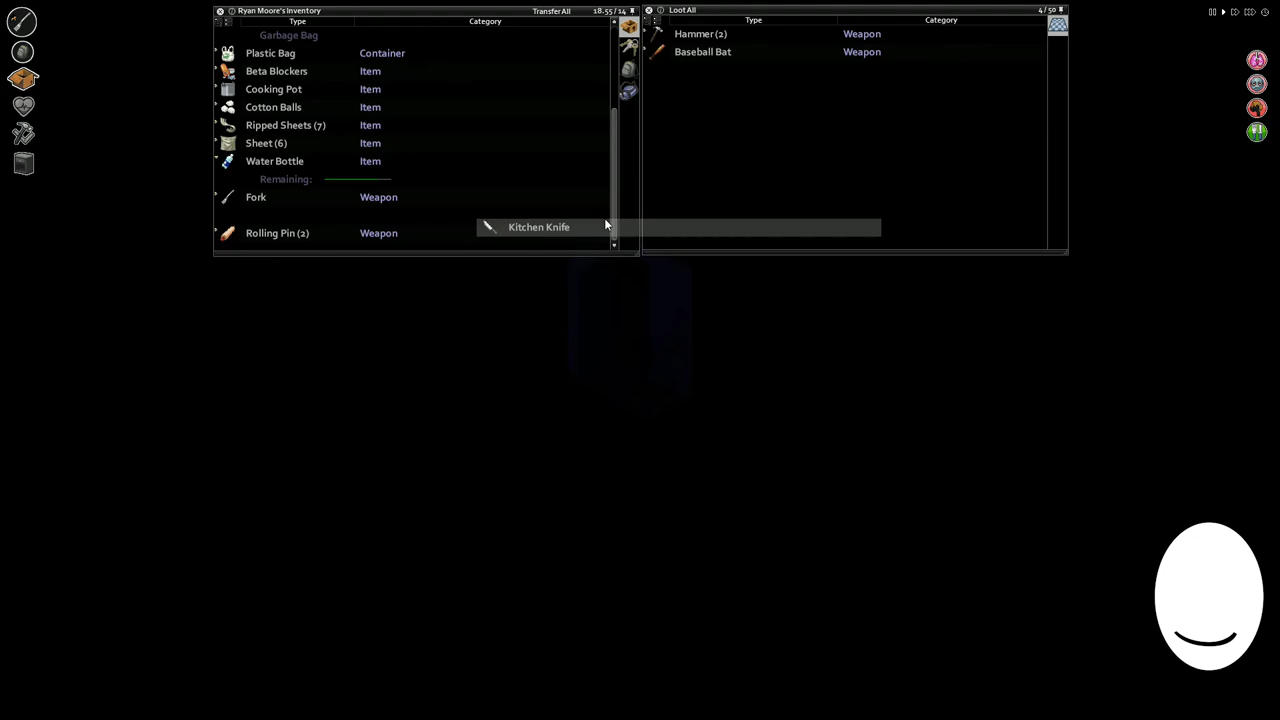 Ryan Moore's Inventory Transfer All 18.55 / 14
Type Category
Garbage Bag
Plastic Bag Container
Beta Blockers Item
Cooking Pot Item
Cotton Balls Item
Ripped Sheets (7) Item
Sheet (6) Item
Water Bottle Item
Remaining:
Fork Weapon
Kitchen Knife
Rolling Pin (2) Weapon
Loot All 4 / 50
Type Category
Hammer (2) Weapon
Baseball Bat Weapon